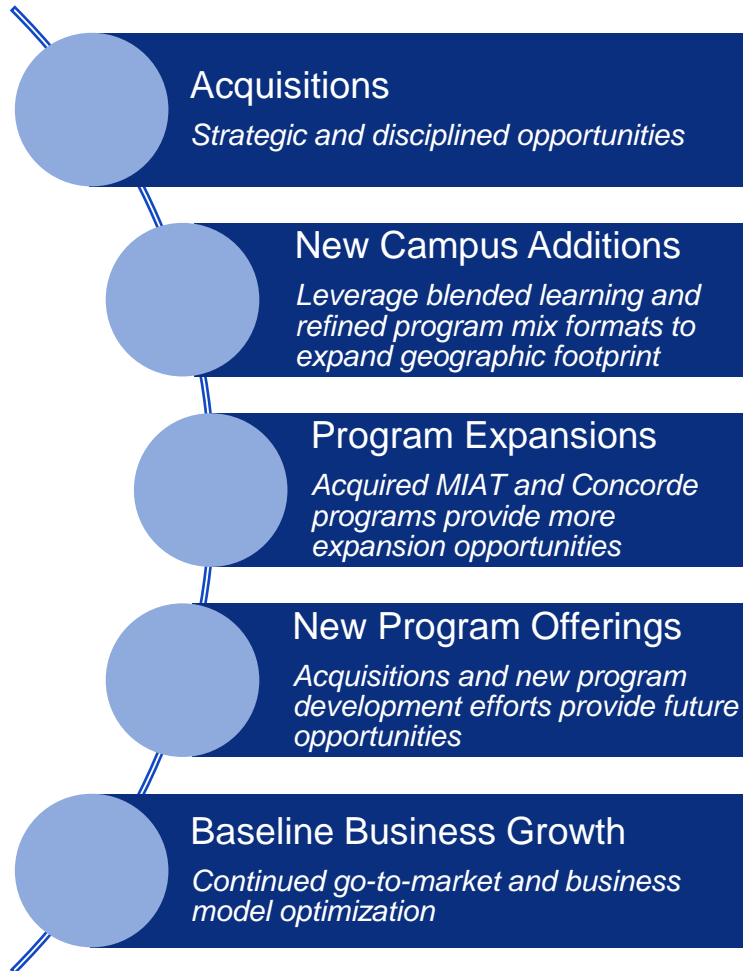 Acquisitions
Strategic and disciplined opportunities
New Campus Additions
Leverage blended learning and
refined program mix formats to
expand geographic footprint
Program Expansions
Acquired MIAT and Concorde
programs provide more
expansion opportunities
New Program Offerings
Acquisitions and new program
development efforts provide future
opportunities
Baseline Business Growth
Continued go-to-market and business
model optimization